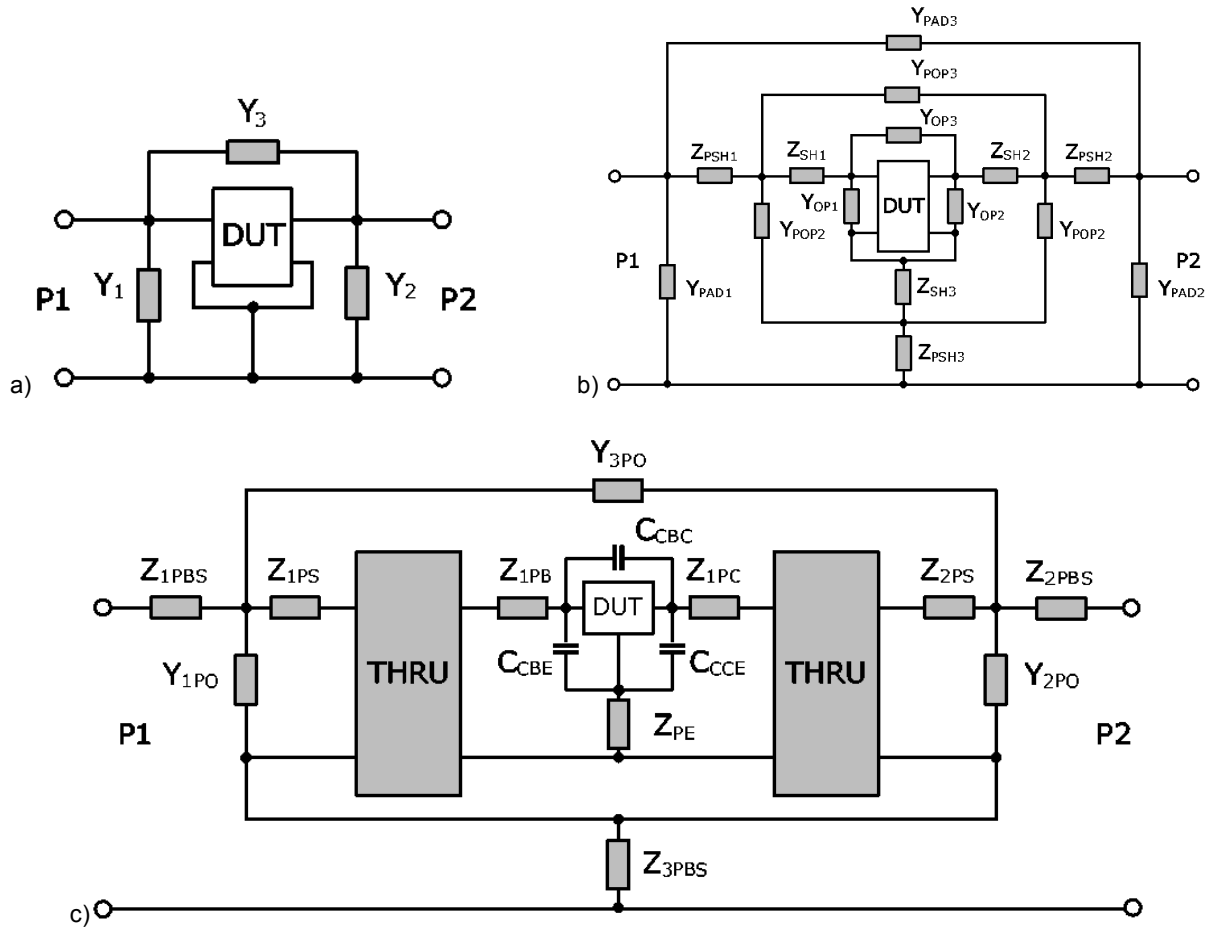 Y3
DUT
Y1
Y2
P1
P2
a)
YPAD3
YPOP3
YOP3
ZPSH1
ZSH1
ZSH2
ZPSH2
YOP1
DUT
YOP2
YPOP2
YPOP2
P1
P2
YPAD1
ZSH3
YPAD2
ZPSH3
b)
Y3PO
CCBC
Z1PBS
Z1PS
Z1PB
Z1PC
Z2PS
Z2PBS
DUT
THRU
CCBE
CCCE
THRU
Y1PO
Y2PO
P1
ZPE
P2
Z3PBS
c)